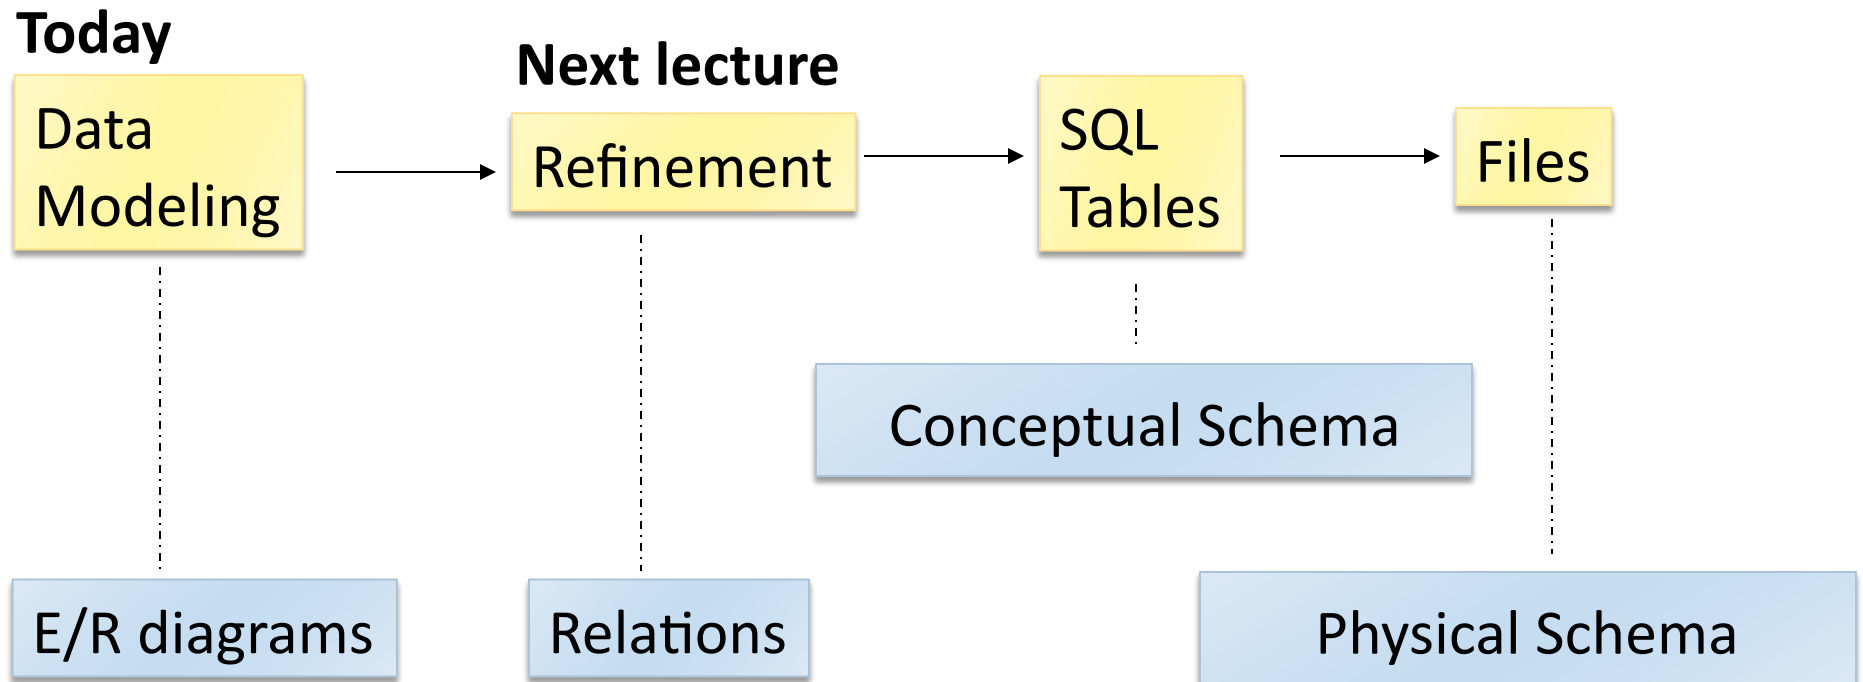 Today
Data
Modeling
Next lecture
Refinement
SQL
Tables
Files
Conceptual Schema
E/R diagrams
Relations
Physical Schema